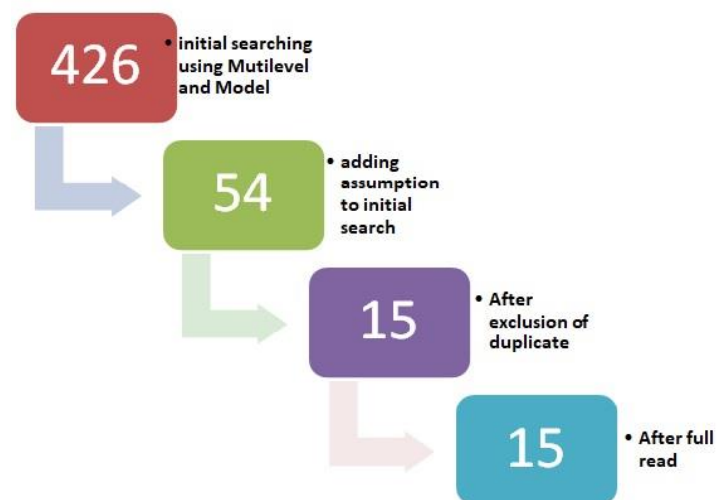 426
• initial searching
using Mutilevel
and Model
54
• adding
assumption
to initial
search
15
• After
exclusion of
duplicate
15
• After full
read